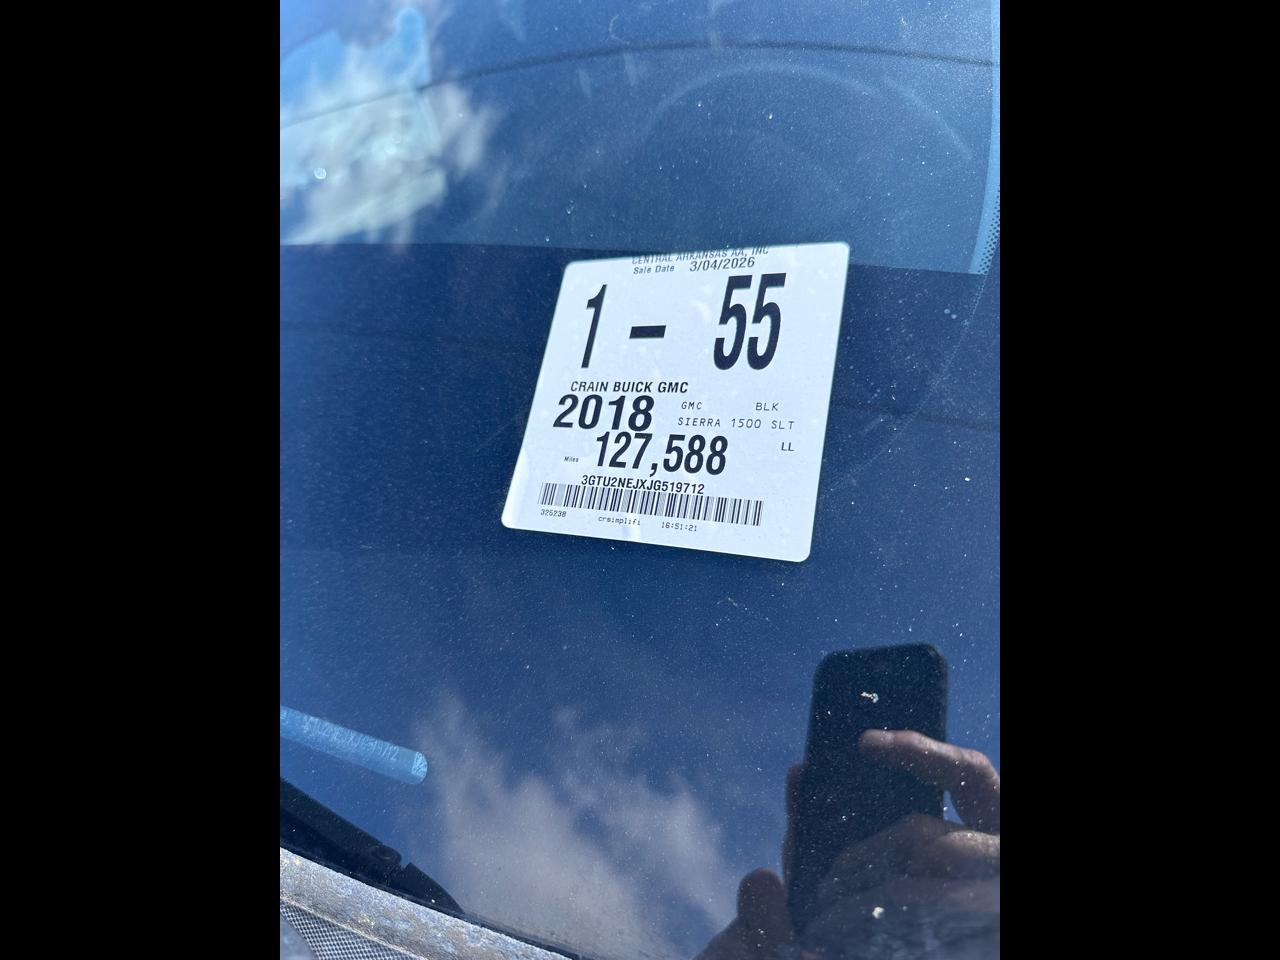 CENTRAL ARKANSAS AA, INC
Sale Date 3/04/2026
1 - 55
CRAIN BUICK GMC
2018 GMC BLK
SIERRA 1500 SLT
Miles 127,588 LL
3GTU2NEJXJG519712
325238 crsimplifi 16:51:21